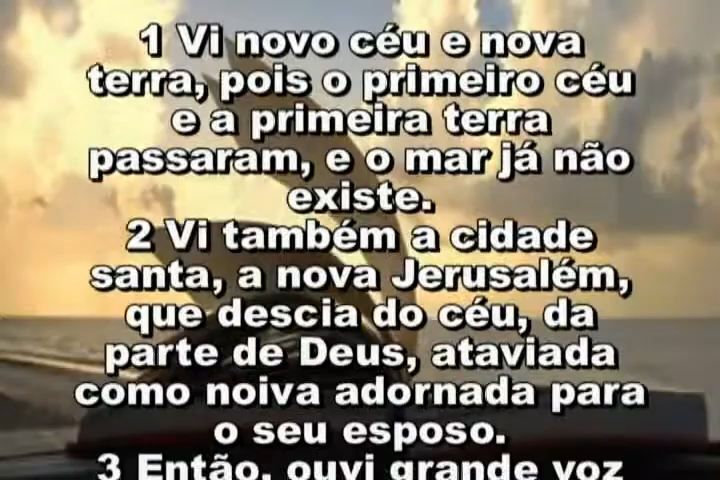 1 Vi novo céu e nova
terra, pois o primeiro céu
e a primeira terra
passaram, e o mar já não
existe.
2 Vi também a cidade
santa, a nova Jerusalém,
que descia do céu, da
parte de Deus, ataviada
como noiva adornada para
o seu esposo.
3 Então, ouvi grande voz